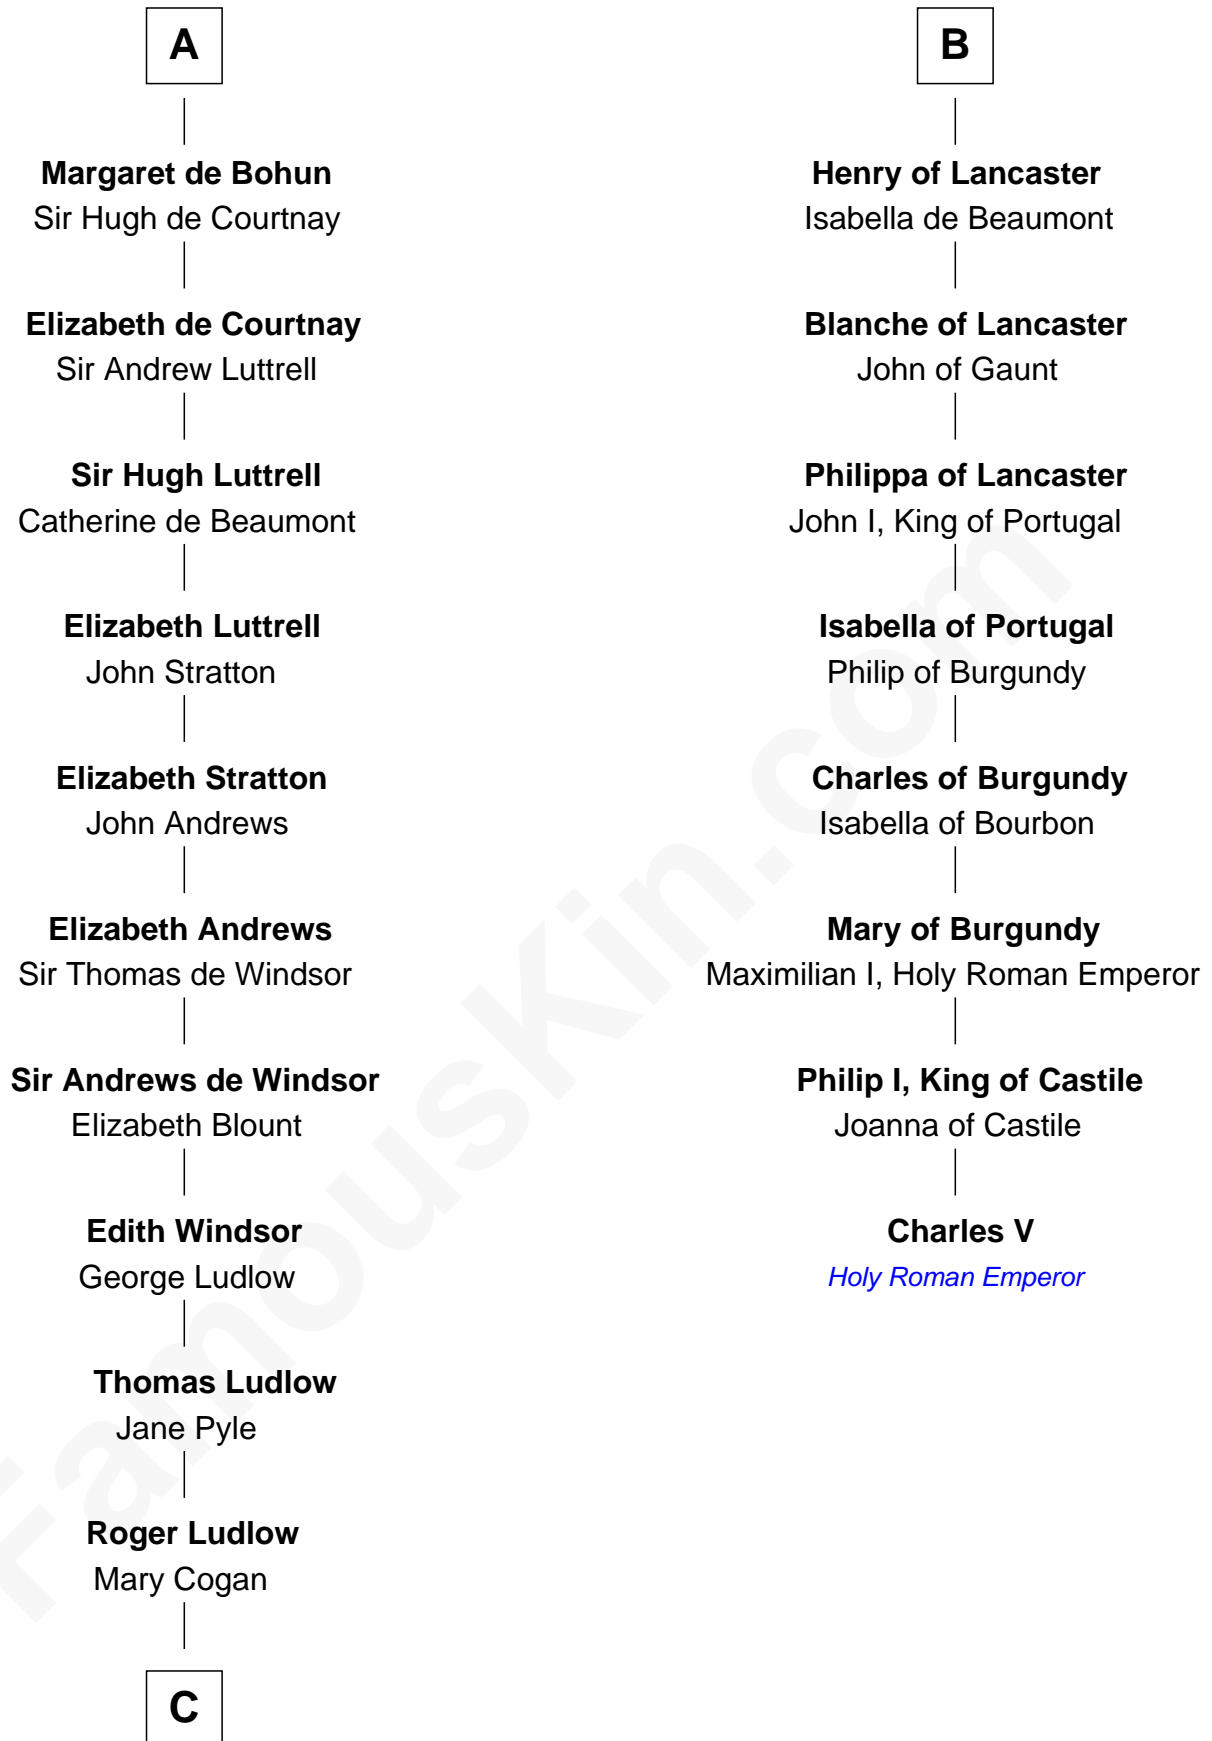 A
Margaret de Bohun
Sir Hugh de Courtnay
Elizabeth de Courtnay
Sir Andrew Luttrell
Sir Hugh Luttrell
Catherine de Beaumont
Elizabeth Luttrell
John Stratton
Elizabeth Stratton
John Andrews
Elizabeth Andrews
Sir Thomas de Windsor
Sir Andrews de Windsor
Elizabeth Blount
Edith Windsor
George Ludlow
Thomas Ludlow
Jane Pyle
Roger Ludlow
Mary Cogan
C
B
Henry of Lancaster
Isabella de Beaumont
Blanche of Lancaster
John of Gaunt
Philippa of Lancaster
John I, King of Portugal
Isabella of Portugal
Philip of Burgundy
Charles of Burgundy
Isabella of Bourbon
Mary of Burgundy
Maximilian I, Holy Roman Emperor
Philip I, King of Castile
Joanna of Castile
Charles V
Holy Roman Emperor
FamousKin.com